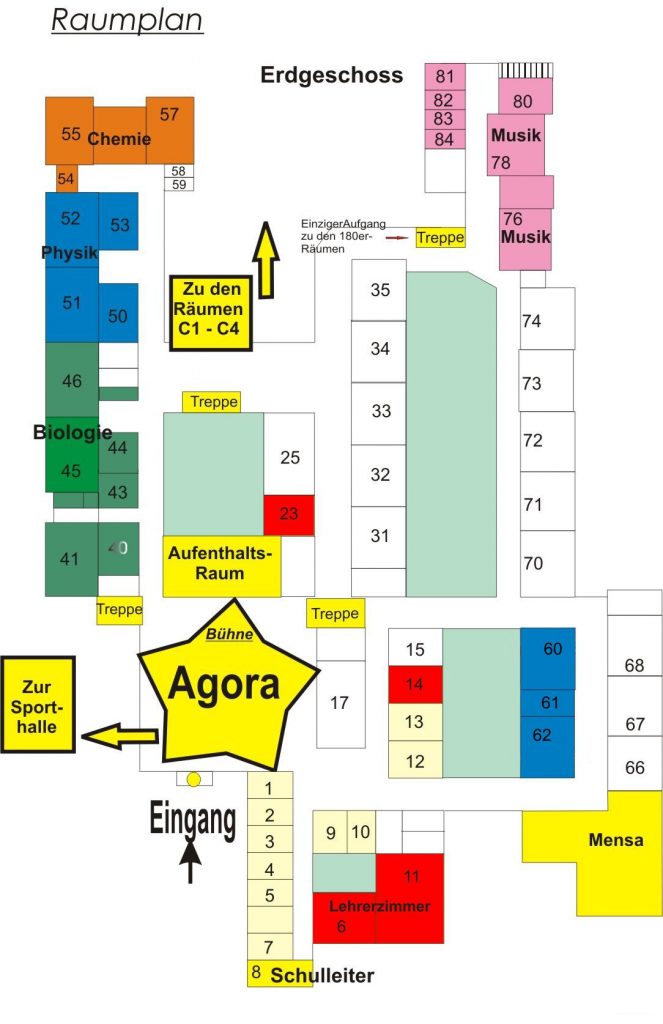 Raumplan
Erdgeschoss
81
82
83
84
80
Musik
78
76
Musik
57
55
Chemie
58
59
54
52
53
Physik
51
50
EinzigerAufgang
zu den 180er-
Räumen
Treppe
Zu den
Räumen
C1 - C4
35
34
33
32
31
74
73
72
71
70
46
Biologie
44
45
43
41
40
Treppe
Treppe
25
23
Aufenthalts-
Raum
Treppe
Bühne
Agora
Zur
Sport-
halle
17
15
14
13
12
60
61
62
68
67
66
Mensa
Eingang
1
2
3
4
5
7
8 Schulleiter
9
10
11
Lehrerzimmer
6